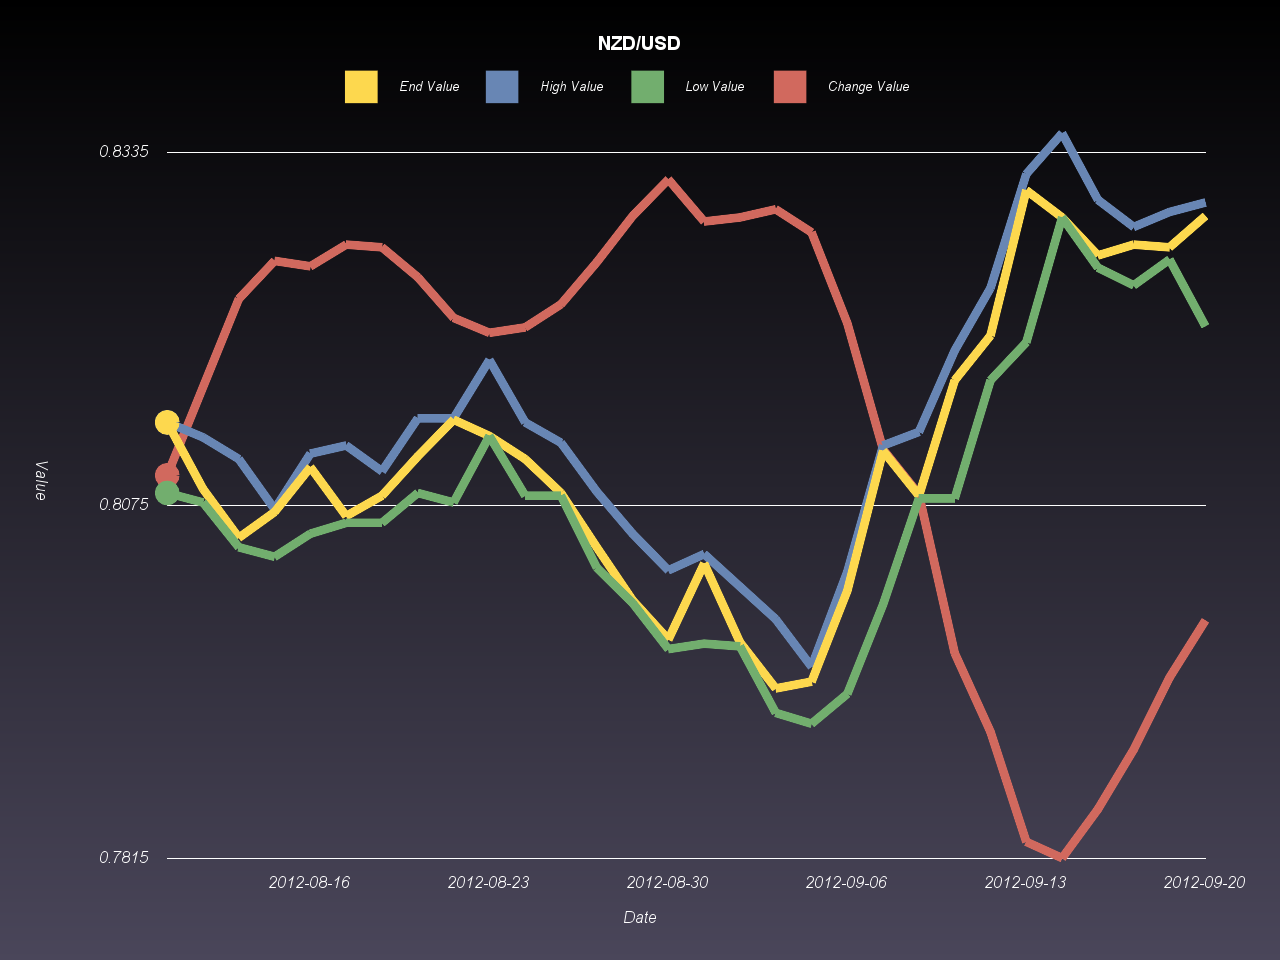 NZD/USD
End Value
High Value
Low Value
Change Value
0.8335
0.8075
0.7815
Value
2012-08-16
2012-08-23
2012-08-30
2012-09-06
2012-09-13
2012-09-20
Date